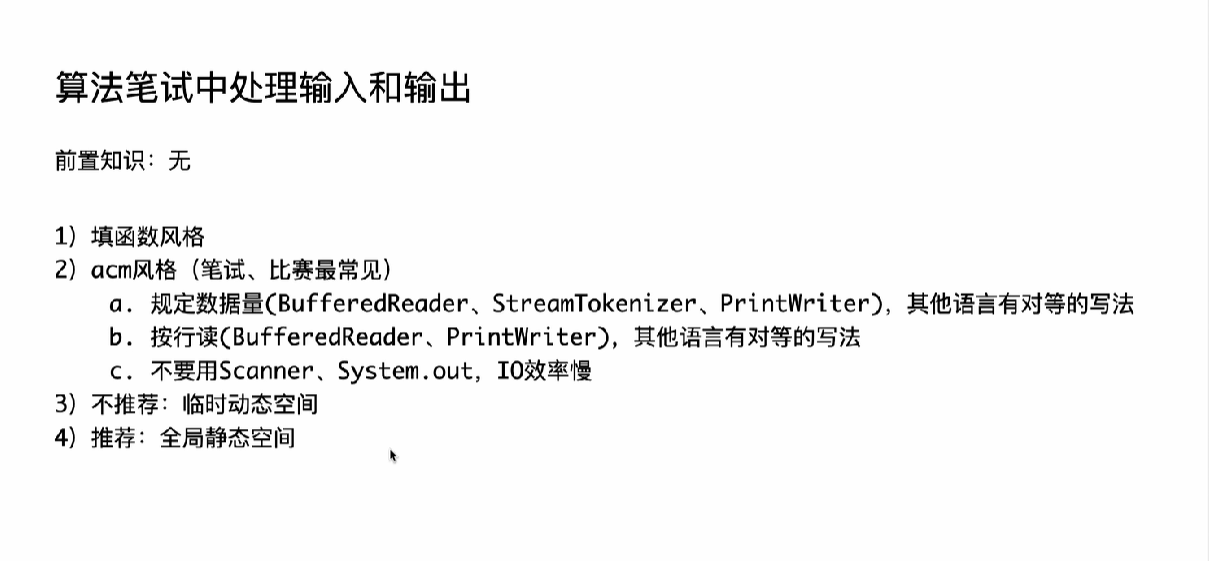 算法笔试中处理输入和输出
前置知识：无
1）填函数风格
2）acm风格（笔试、比赛最常见）
a. 规定数据量(BufferedReader、StreamTokenizer、PrintWriter)，其他语言有对等的写法
b. 按行读(BufferedReader、PrintWriter)，其他语言有对等的写法
c. 不要用Scanner、System.out，IO效率慢
3）不推荐：临时动态空间
4）推荐：全局静态空间